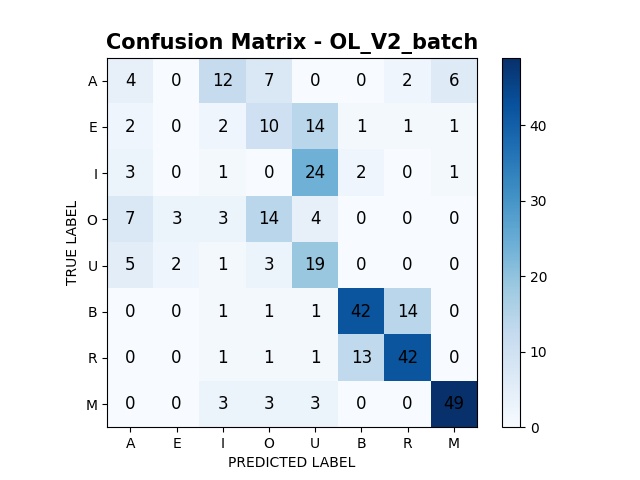 Confusion Matrix - OL_V2_batch
TRUE LABEL
A 4 0 12 7 0 0 2 6
E 2 0 2 10 14 1 1 1
I 3 0 1 0 24 2 0 1
O 7 3 3 14 4 0 0 0
U 5 2 1 3 19 0 0 0
B 0 0 1 1 1 42 14 0
R 0 0 1 1 1 13 42 0
M 0 0 3 3 3 0 0 49
A E I O U B R M
PREDICTED LABEL
40
30
20
10
0